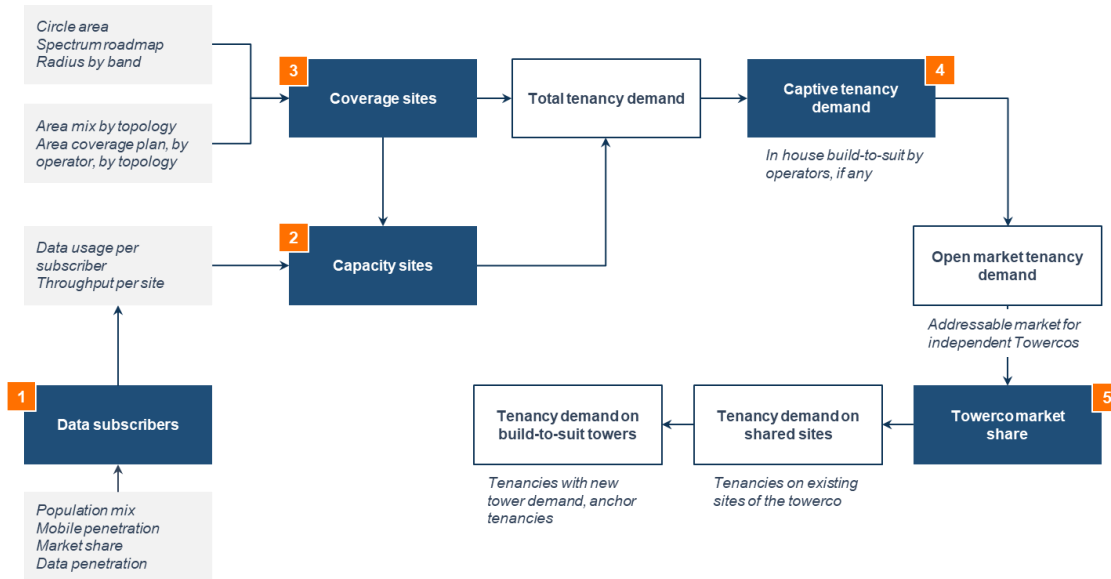 Circle area
Spectrum roadmap
Radius by band
3
Coverage sites
Total tenancy demand
4
Captive tenancy
demand
Area mix by topology
Area coverage plan, by
operator, by topology
In house build-to-suit by
operators, if any
Data usage per
subscriber
Throughput per site
2
Capacity sites
Open market tenancy
demand
Addressable market for
independent Towercos
1
Data subscribers
Tenancy demand on
build-to-suit towers
Tenancy demand on
shared sites
5
Towerco market
share
Tenancies with new
tower demand, anchor
tenancies
Tenancies on existing
sites of the towerco
Population mix
Mobile penetration
Market share
Data penetration